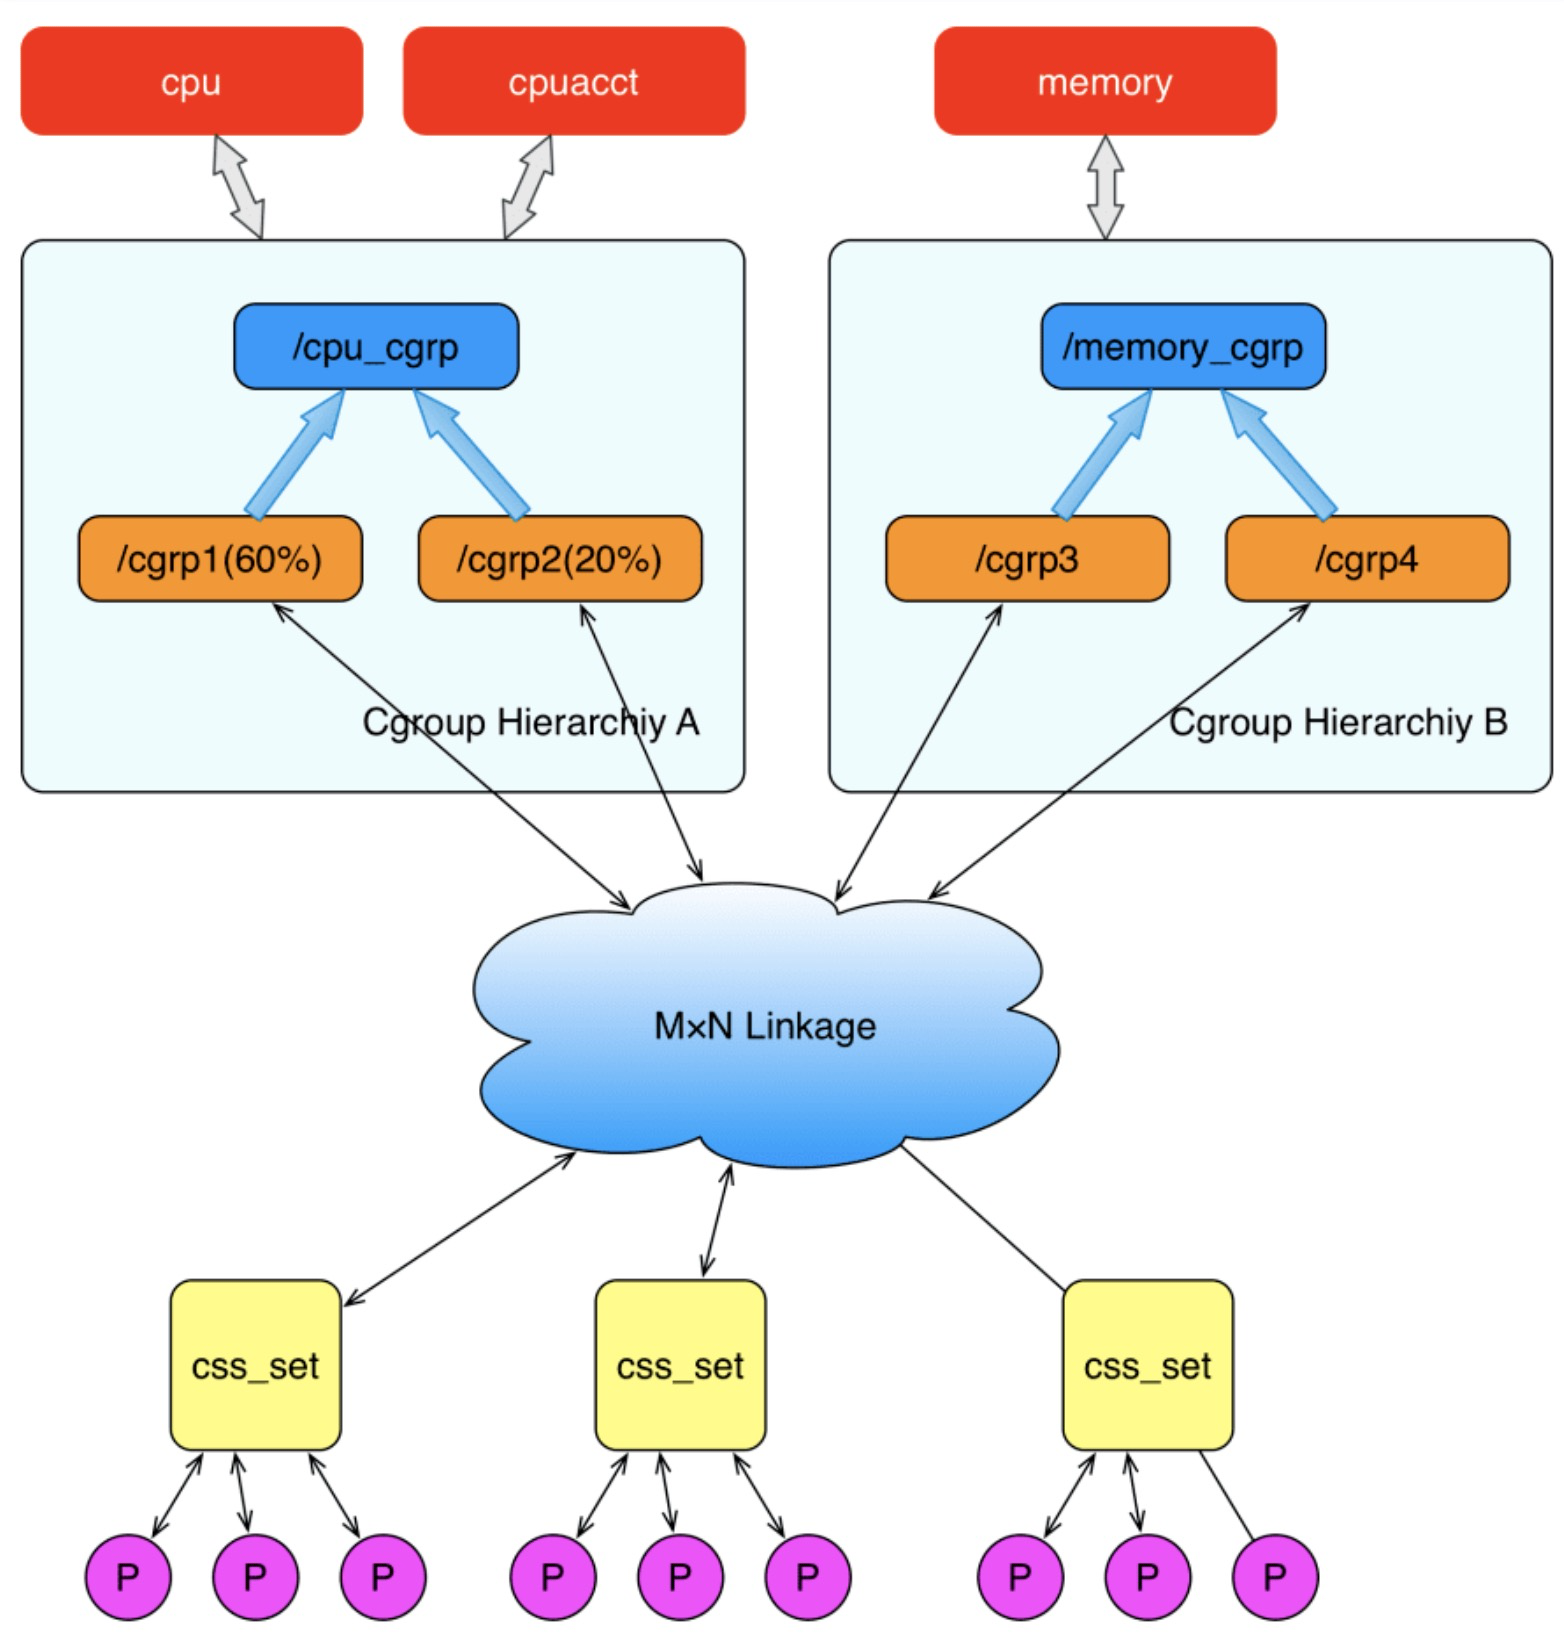 cpu
cpuacct
memory
/cpu_cgrp
/memory_cgrp
/cgrp1(60%)
/cgrp2(20%)
/cgrp3
/cgrp4
Cgroup Hierarchiy A
Cgroup Hierarchiy B
M×N Linkage
css_set
css_set
css_set
P
P
P
P
P
P
P
P
P